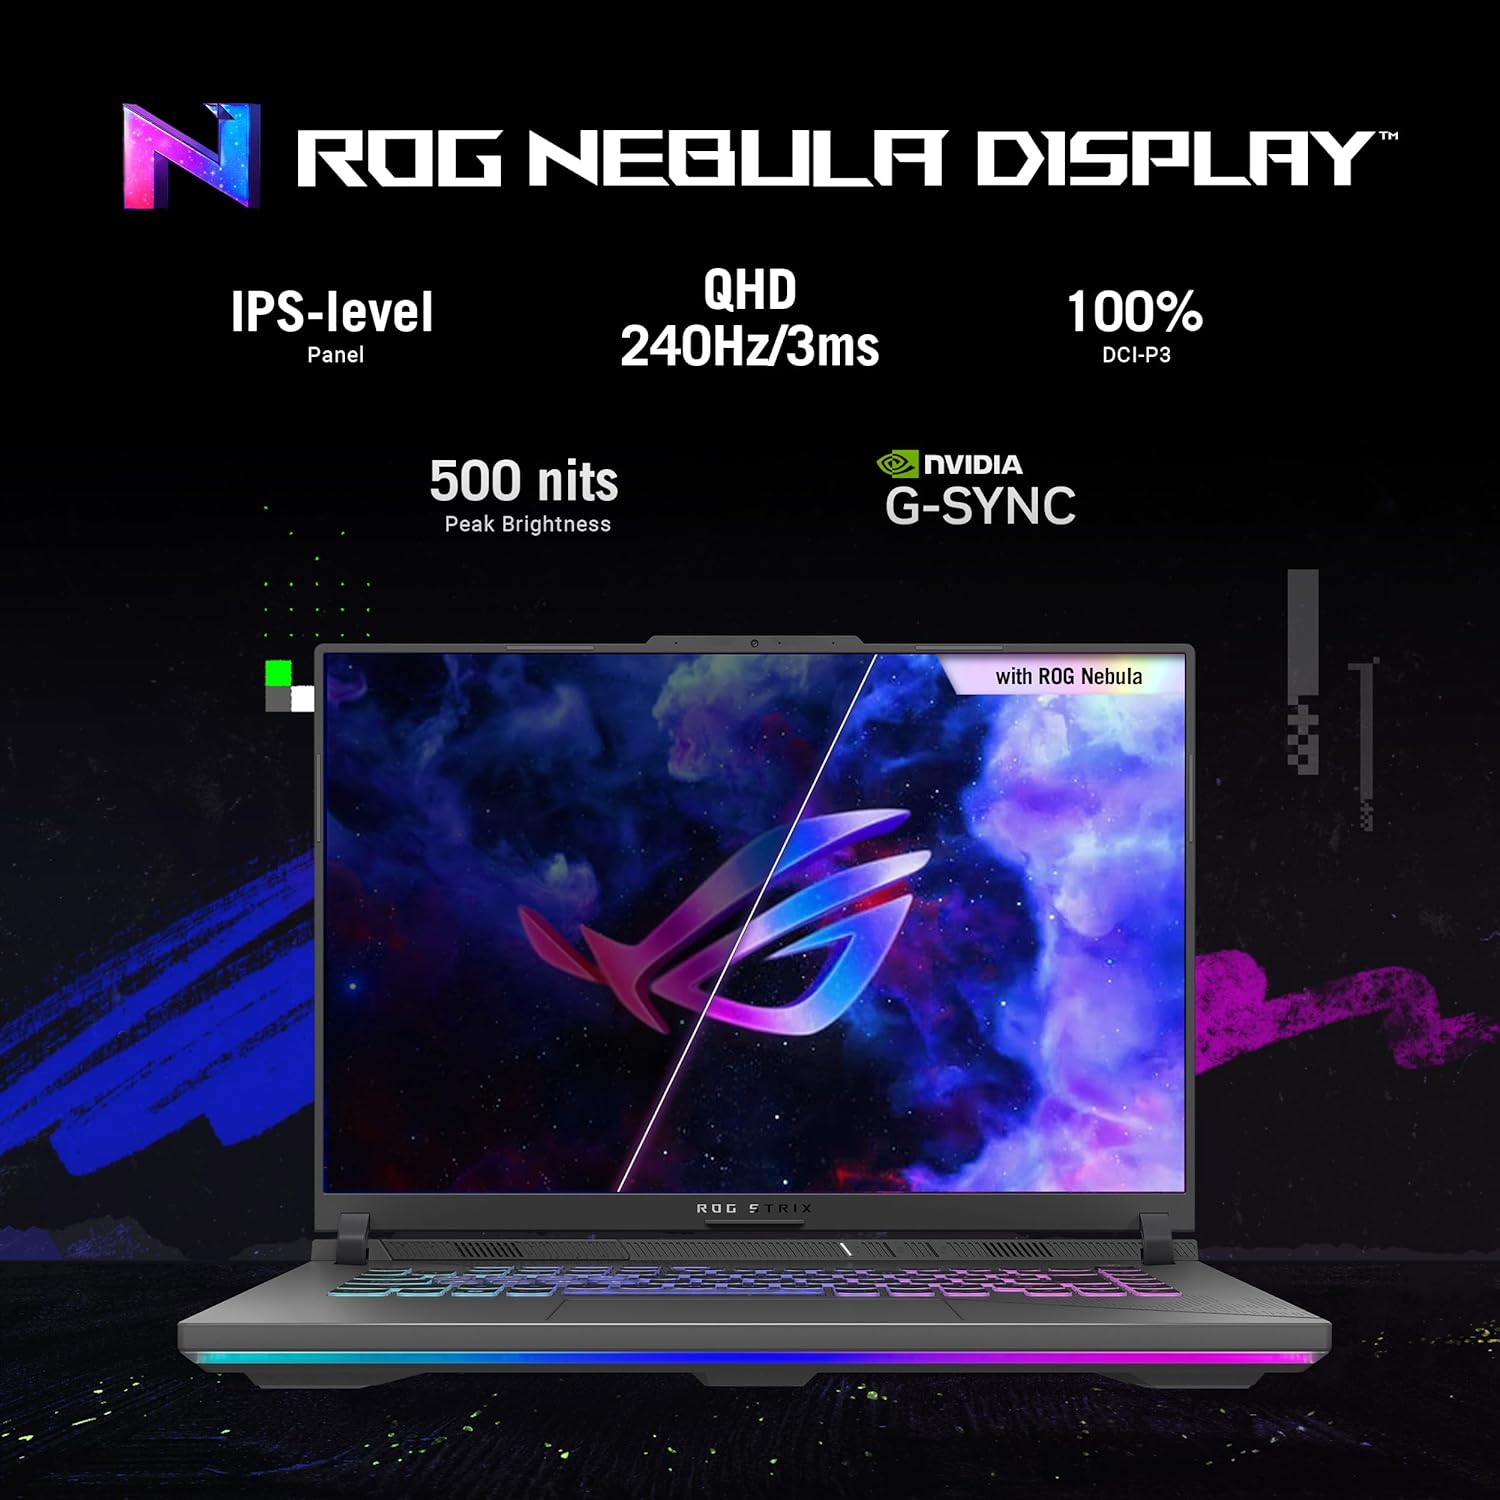 ROG NEBULA DISPLAY™
IPS-level
Panel
QHD
240Hz/3ms
100%
DCI-P3
500 nits
Peak Brightness
NVIDIA
G-SYNC
with ROG Nebula
ROG STRIX